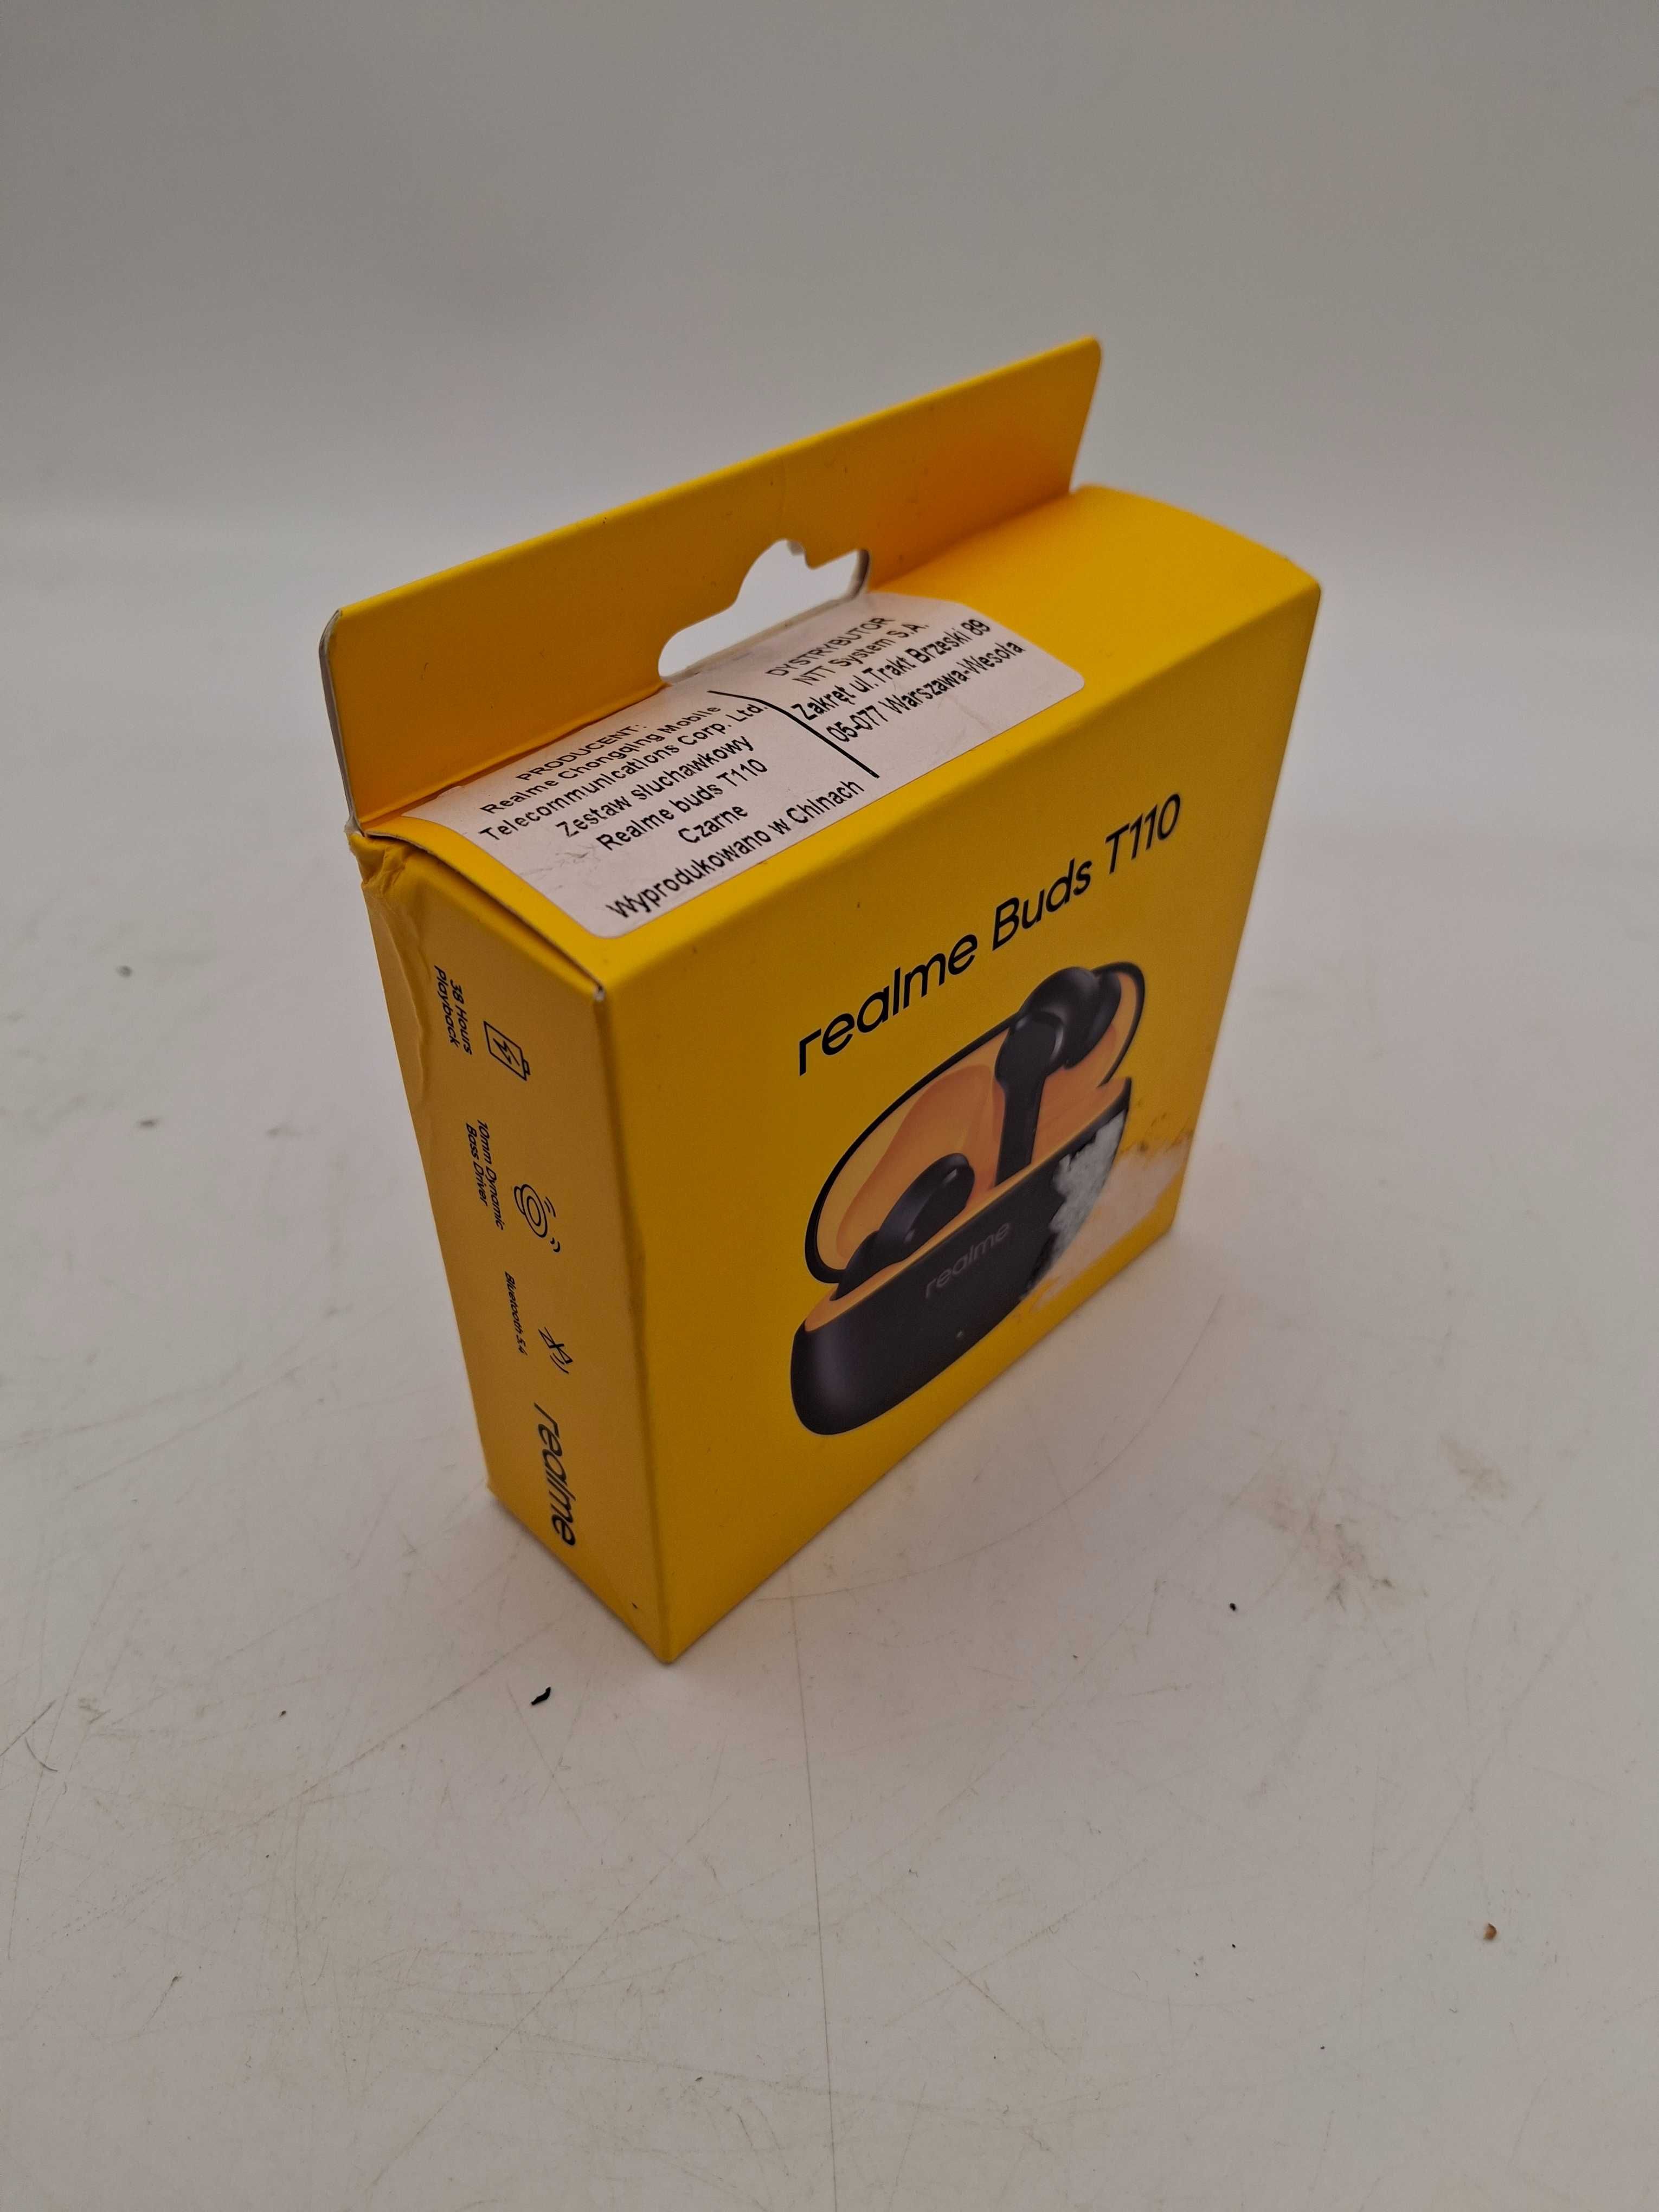 PRODUCENT:
Realme Chongqing Mobile
Telecommunications Corp. Ltd.
Zestaw słuchawkowy
Realme buds T110
Czarne
Wyprodukowano w Chinach
DYSTRYBUTOR
NTT System S.A.
Zakręt ul.Trakt Brzeski 89
05-077 Warszawa-Wesoła
realme Buds T110
realme
38 Hours
Playback
10mm Dynamic
Bass Driver
Bluetooth 5.4
realme